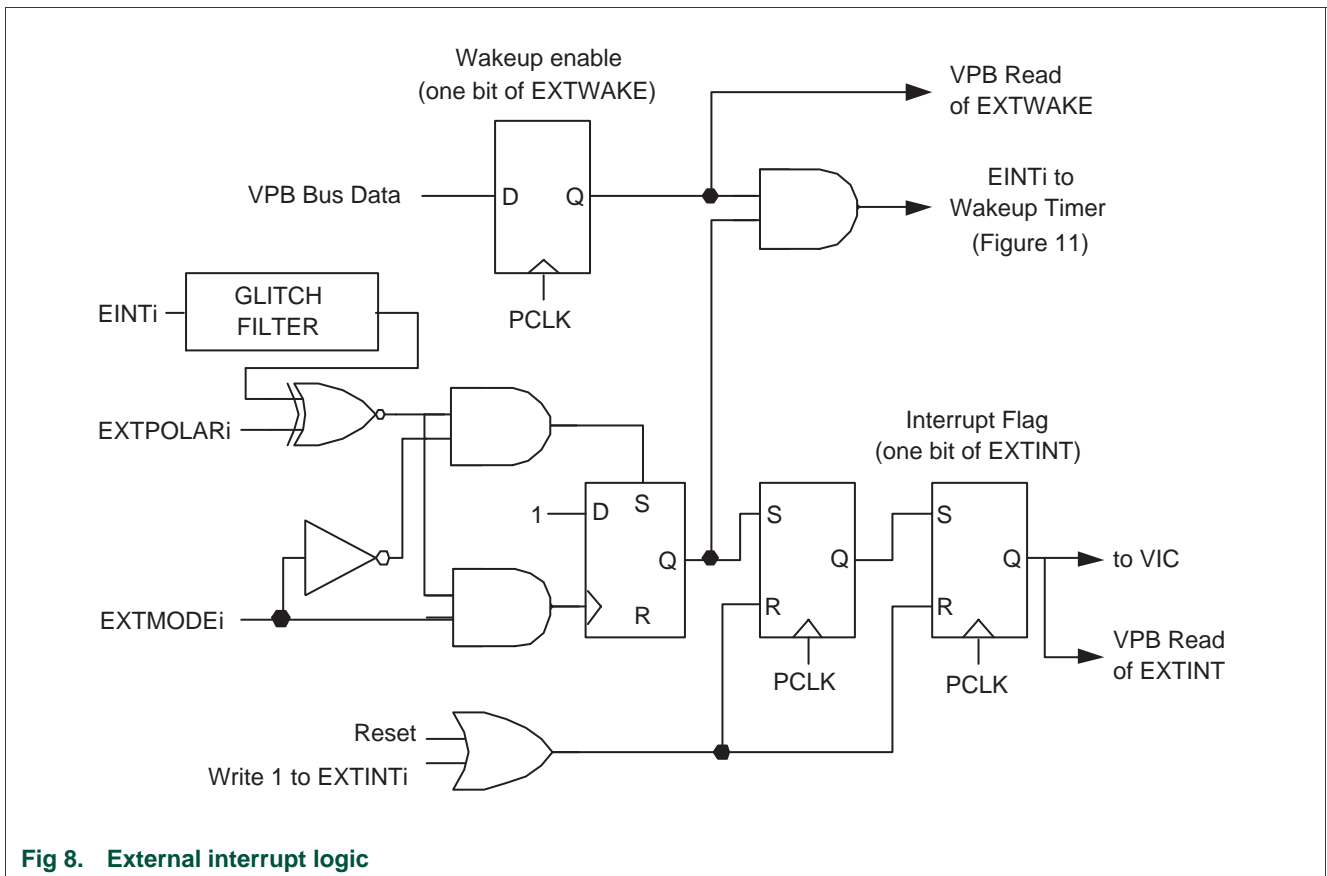 Wakeup enable
(one bit of EXTWAKE)
VPB Read
of EXTWAKE
VPB Bus Data
D
Q
EINTi to
Wakeup Timer
(Figure 11)
PCLK
EINTi
GLITCH
FILTER
EXTPOLARi
Interrupt Flag
(one bit of EXTINT)
1
D
S
Q
R
S
Q
R
S
Q
R
to VIC
EXTMODEi
PCLK
PCLK
VPB Read
of EXTINT
Reset
Write 1 to EXTINTi
Fig 8. External interrupt logic